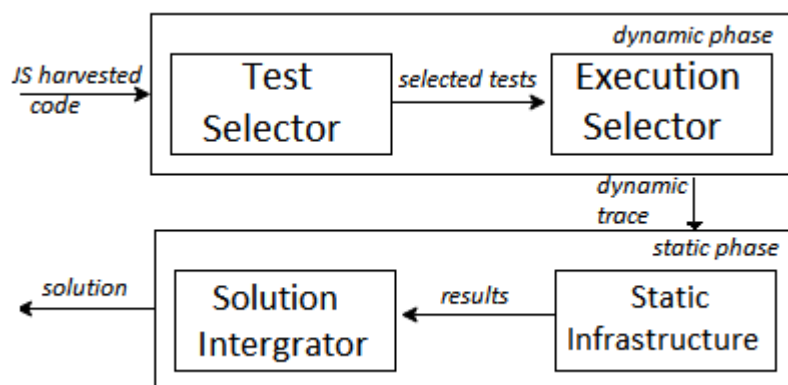 dynamic phase
JS harvested
code
Test
Selector
selected tests
Execution
Selector
dynamic
trace
static phase
solution
Solution
Intergrator
results
Static
Infrastructure